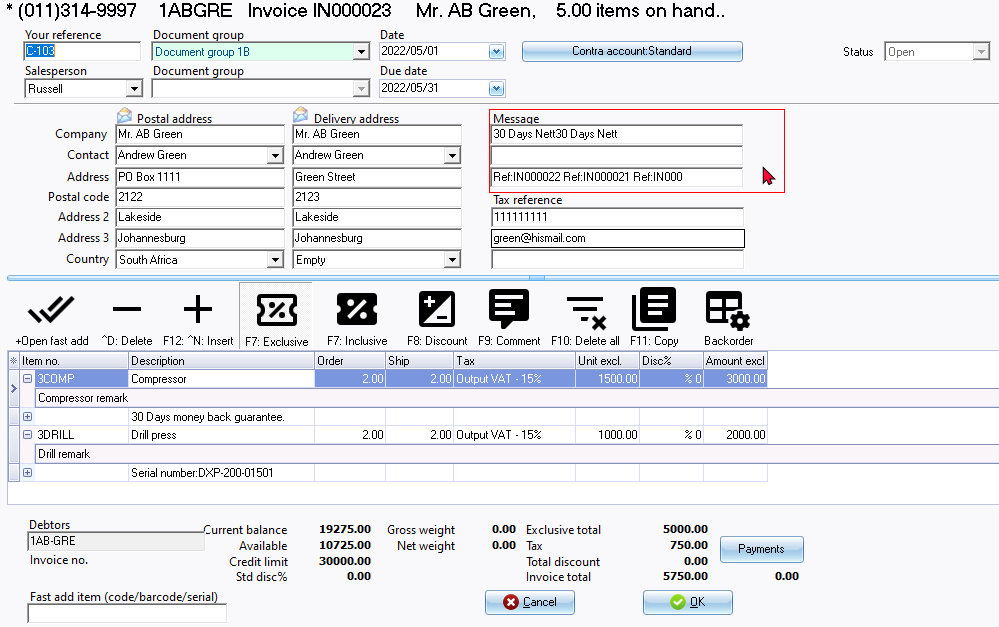 * (011)314-9997 1ABGRE Invoice IN000023 Mr. AB Green, 5.00 items on hand..
Your reference Document group Date
C-103 Document group 1B 2022/05/01 Contra account:Standard Status Open
Salesperson Document group Due date
Russell 2022/05/31
Postal address Delivery address Message
Company Mr. AB Green Mr. AB Green 30 Days Nett30 Days Nett
Contact Andrew Green Andrew Green
Address PO Box 1111 Green Street Ref:IN000022 Ref:IN000021 Ref:IN000
Postal code 2122 2123 Tax reference
Address 2 Lakeside Lakeside 111111111
Address 3 Johannesburg Johannesburg green@hismail.com
Country South Africa Empty
+Open fast add ^D: Delete F12: ^N: Insert F7: Exclusive F7: Inclusive F8: Discount F9: Comment F10: Delete all F11: Copy Backorder
Item no. Description Order Ship Tax Unit excl. Disc% Amount excl
3COMP Compressor 2.00 2.00 Output VAT - 15% 1500.00 % 0 3000.00
Compressor remark
30 Days money back guarantee.
3DRILL Drill press 2.00 2.00 Output VAT - 15% 1000.00 % 0 2000.00
Drill remark
Serial number:DXP-200-01501
Debtors Current balance 19275.00 Gross weight 0.00 Exclusive total 5000.00
1AB-GRE Available 10725.00 Net weight 0.00 Tax 750.00 Payments
Invoice no. Credit limit 30000.00 Total discount 0.00
Std disc% 0.00 Invoice total 5750.00 0.00
Fast add item (code/barcode/serial) Cancel OK